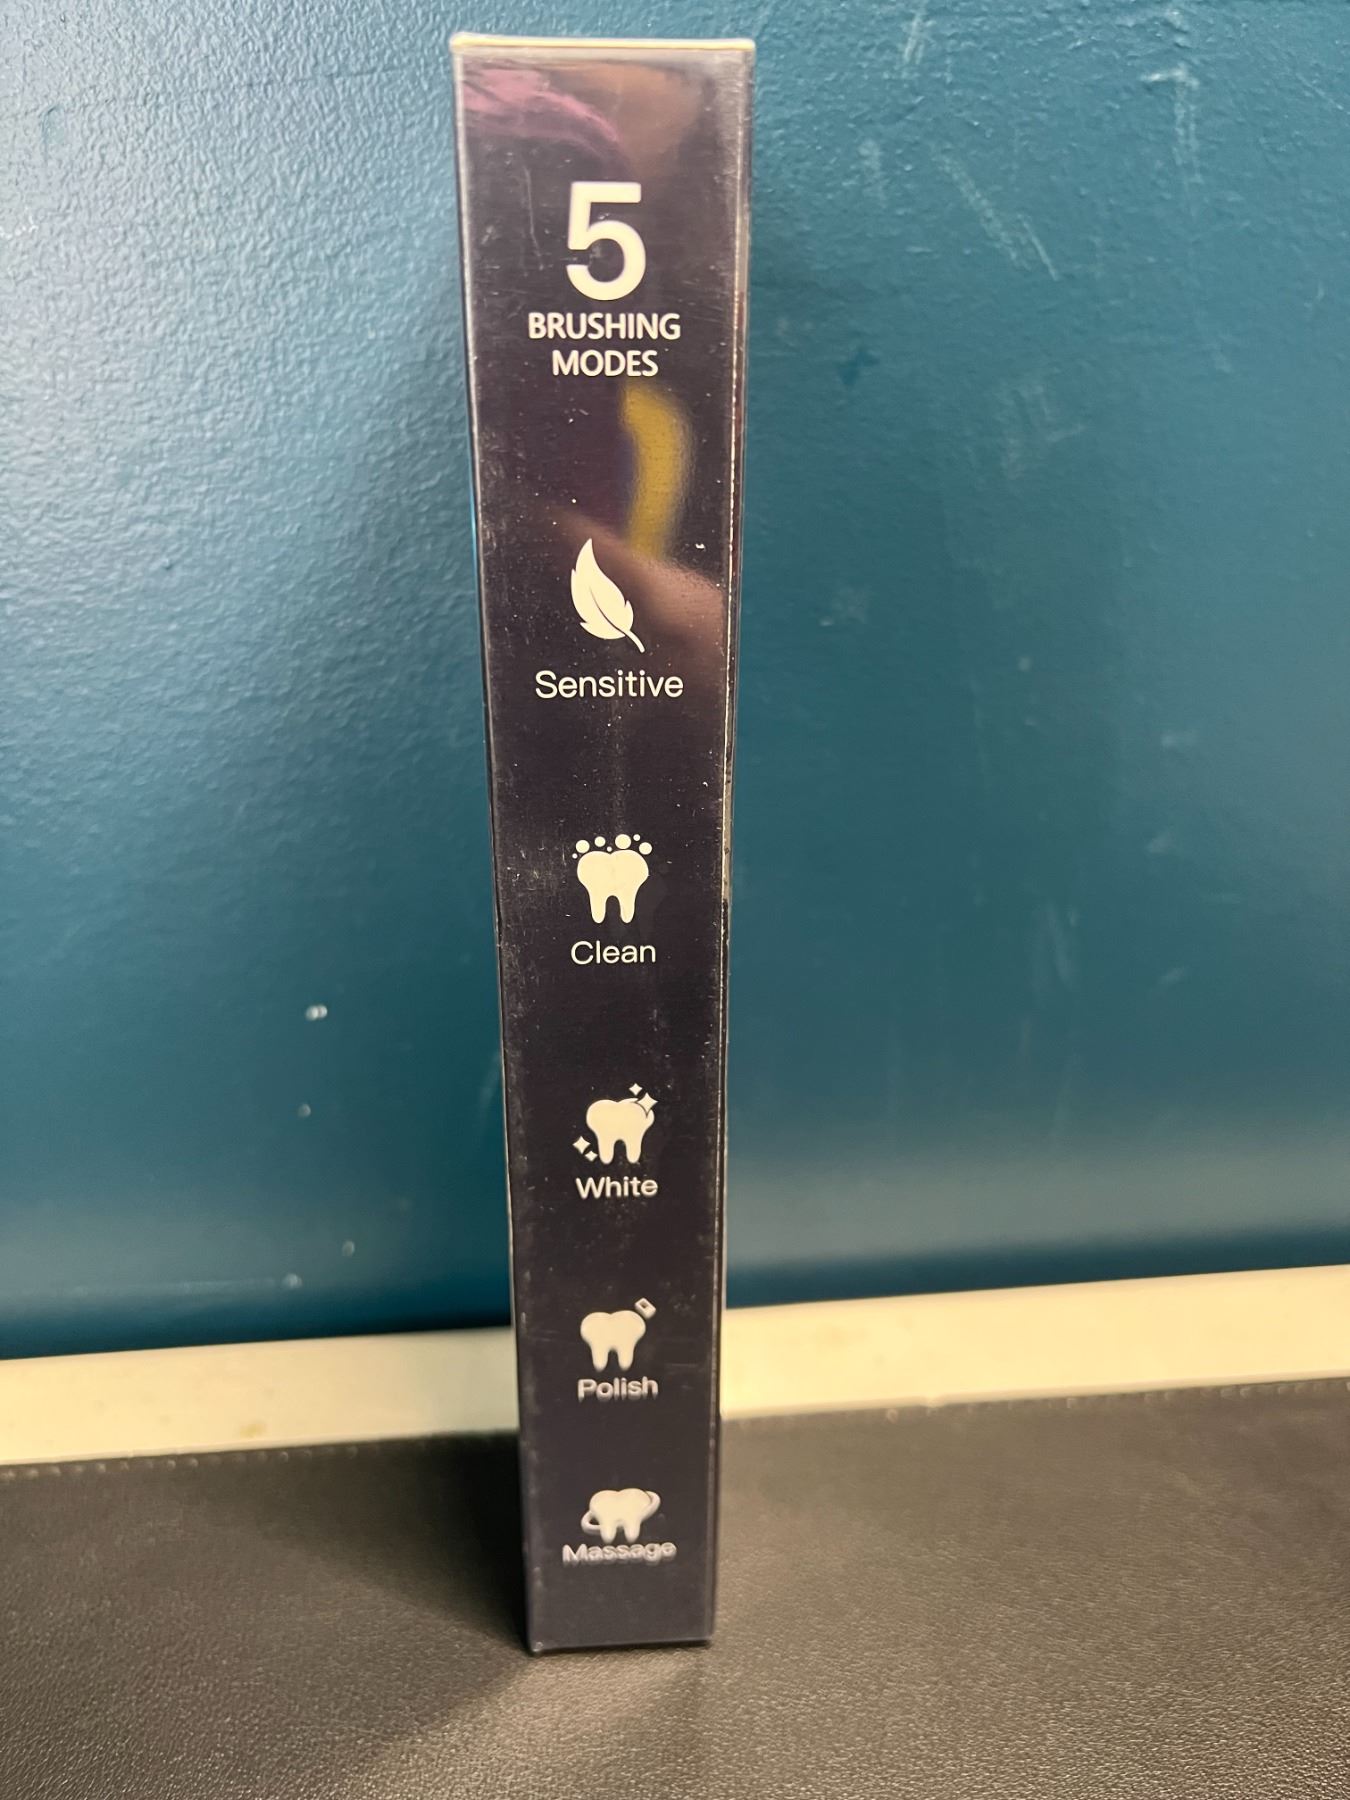 5
BRUSHING
MODES
Sensitive
Clean
White
Polish
Massage